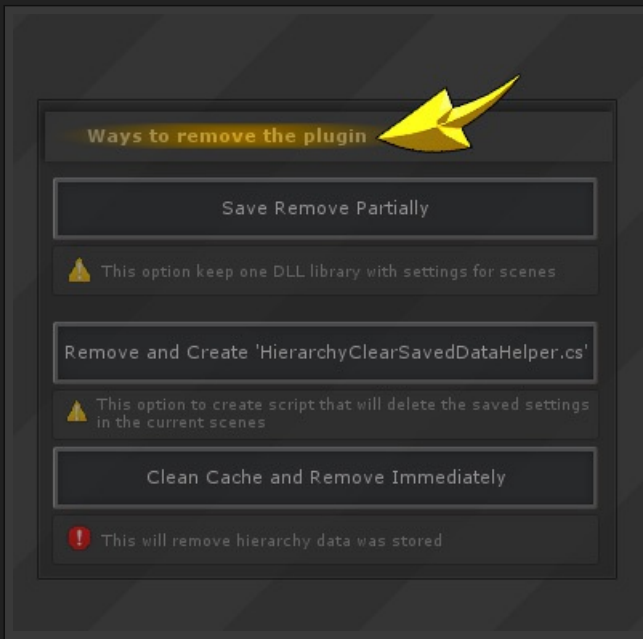 Ways to remove the plugin
Save Remove Partially
This option keep one DLL library with settings for scenes
Remove and Create 'HierarchyClearSavedDataHelper.cs'
This option to create script that will delete the saved settings
in the current scenes
Clean Cache and Remove Immediately
This will remove hierarchy data was stored